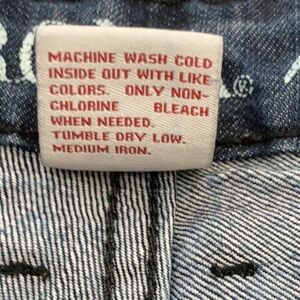 MACHINE WASH COLD
INSIDE OUT WITH LIKE
COLORS. ONLY NON-
CHLORINE BLEACH
WHEN NEEDED.
TUMBLE DRY LOW.
MEDIUM IRON.